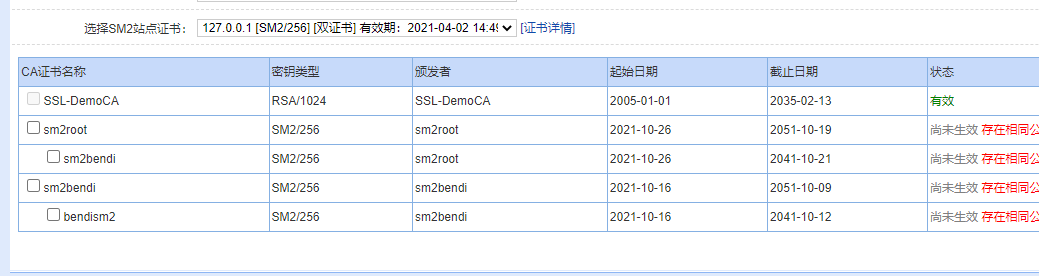 选择SM2站点证书： 127.0.0.1 [SM2/256] [双证书] 有效期：2021-04-02 14:49 [证书详情]
CA证书名称 密钥类型 颁发者 起始日期 截止日期 状态
SSL-DemoCA RSA/1024 SSL-DemoCA 2005-01-01 2035-02-13 有效
sm2root SM2/256 sm2root 2021-10-26 2051-10-19 尚未生效 存在相同公
sm2bendi SM2/256 sm2root 2021-10-26 2041-10-21 尚未生效 存在相同公
sm2bendi SM2/256 sm2bendi 2021-10-16 2051-10-09 尚未生效 存在相同公
bendism2 SM2/256 sm2bendi 2021-10-16 2041-10-12 尚未生效 存在相同公